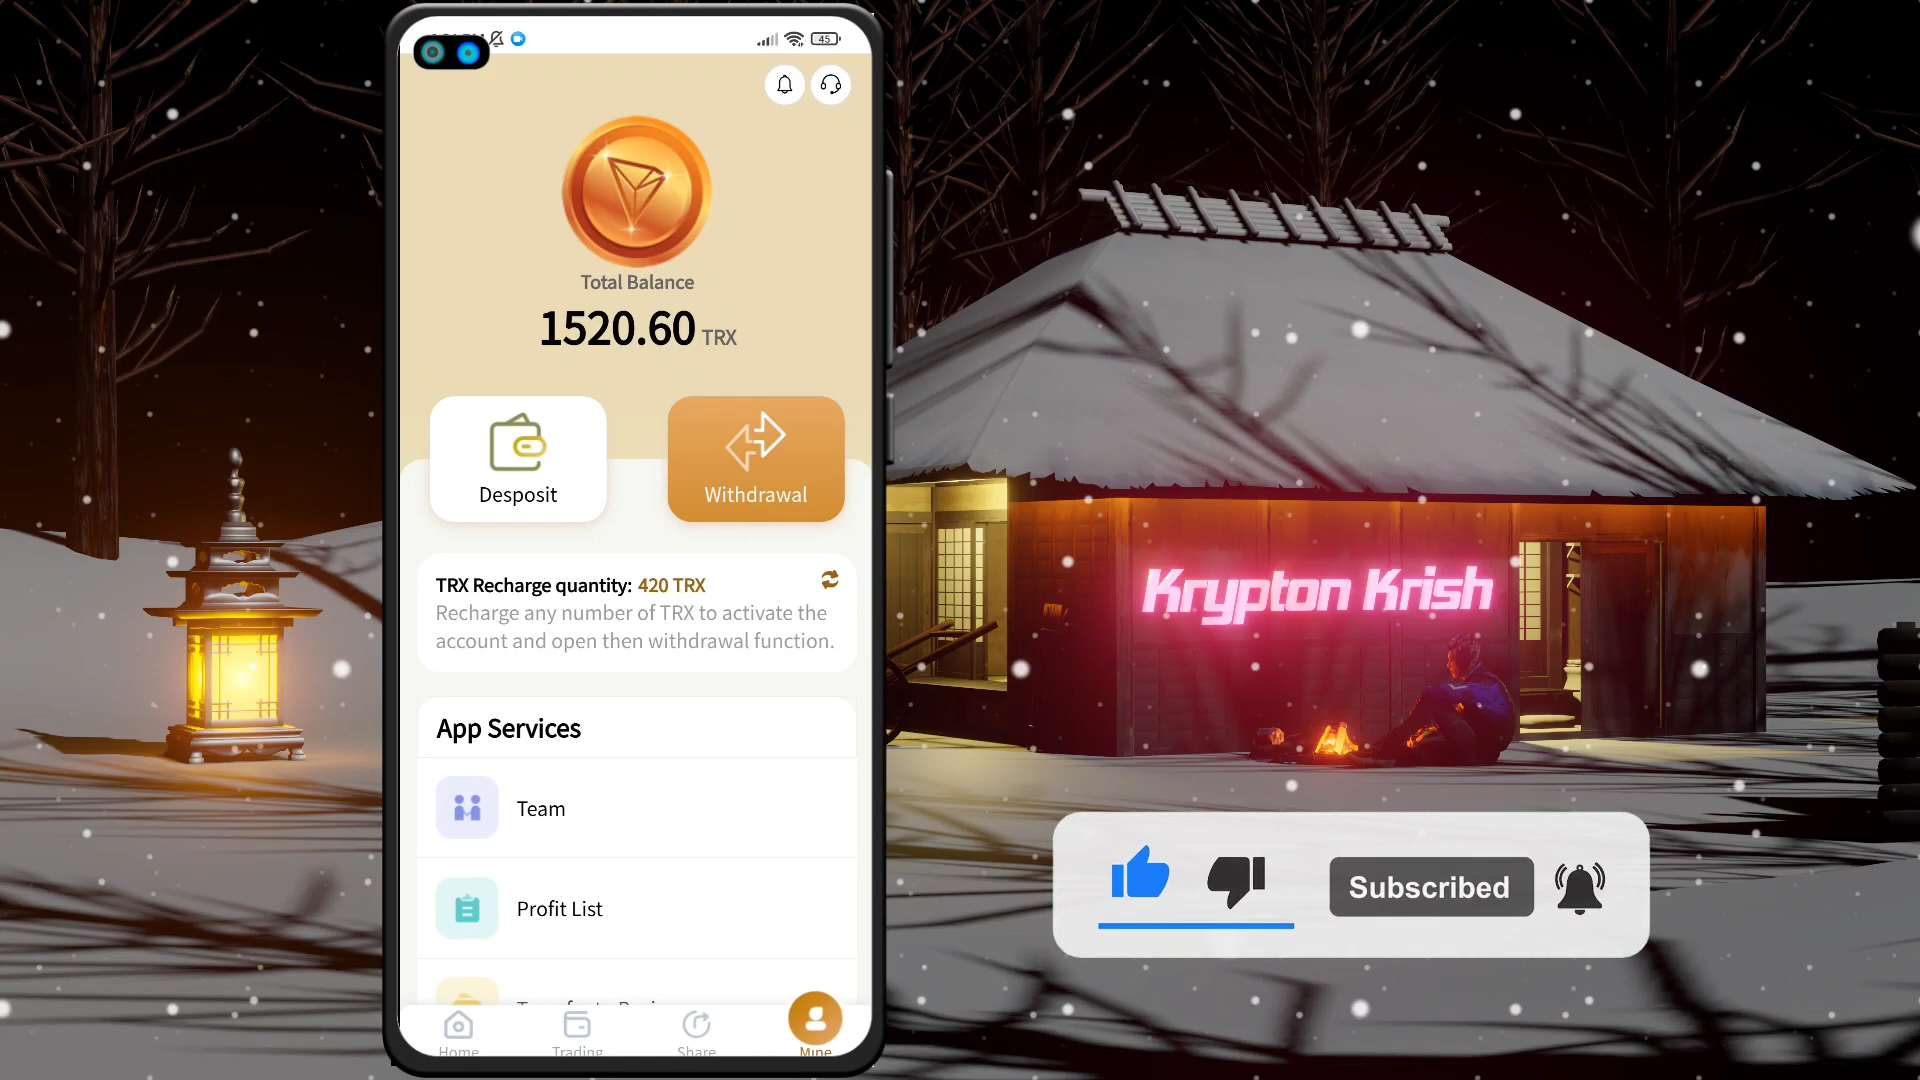 45
Total Balance
1520.60 TRX
Desposit
Withdrawal
TRX Recharge quantity: 420 TRX
Recharge any number of TRX to activate the
account and open then withdrawal function.
App Services
Team
Profit List
Home
Trading
Share
Mine
Krypton Krish
Subscribed